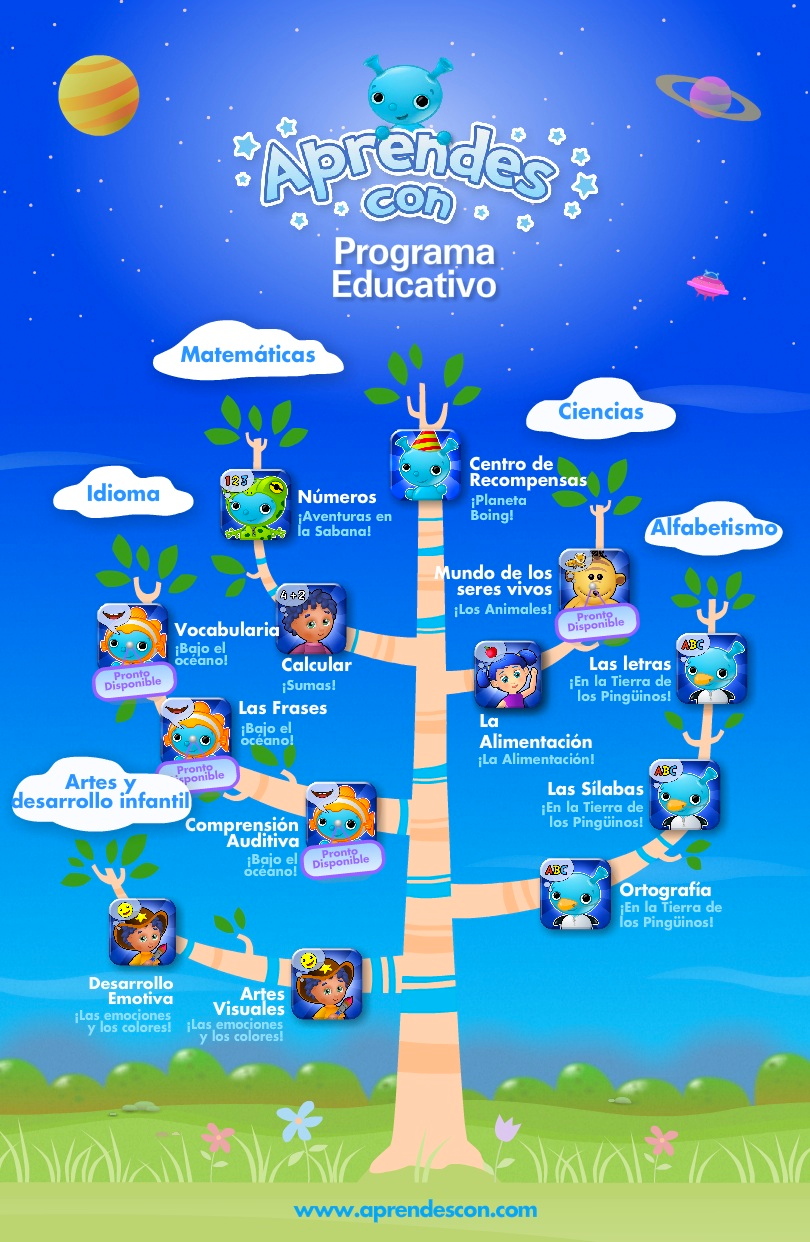 Aprendes
con
Programa
Educativo
Matemáticas
Ciencias
Idioma
Alfabetismo
Centro de
Recompensas
¡Planeta
Boing!
123
Números
¡Aventuras en
la Sabana!
4+2
Calcular
¡Sumas!
Mundo de los
seres vivos
¡Los Animales!
Pronto
Disponible
Vocabularia
¡Bajo el
océano!
Pronto
Disponible
La
Alimentación
¡La Alimentación!
ABC
Las letras
¡En la Tierra de
los Pingüinos!
Las Frases
¡Bajo el
océano!
Pronto
Disponible
ABC
Las Sílabas
¡En la Tierra de
los Pingüinos!
Artes y
desarrollo infantil
Comprensión
Auditiva
¡Bajo el
océano!
Pronto
Disponible
ABC
Ortografía
¡En la Tierra de
los Pingüinos!
Desarrollo
Emotiva
¡Las emociones
y los colores!
Artes
Visuales
¡Las emociones
y los colores!
www.aprendescon.com